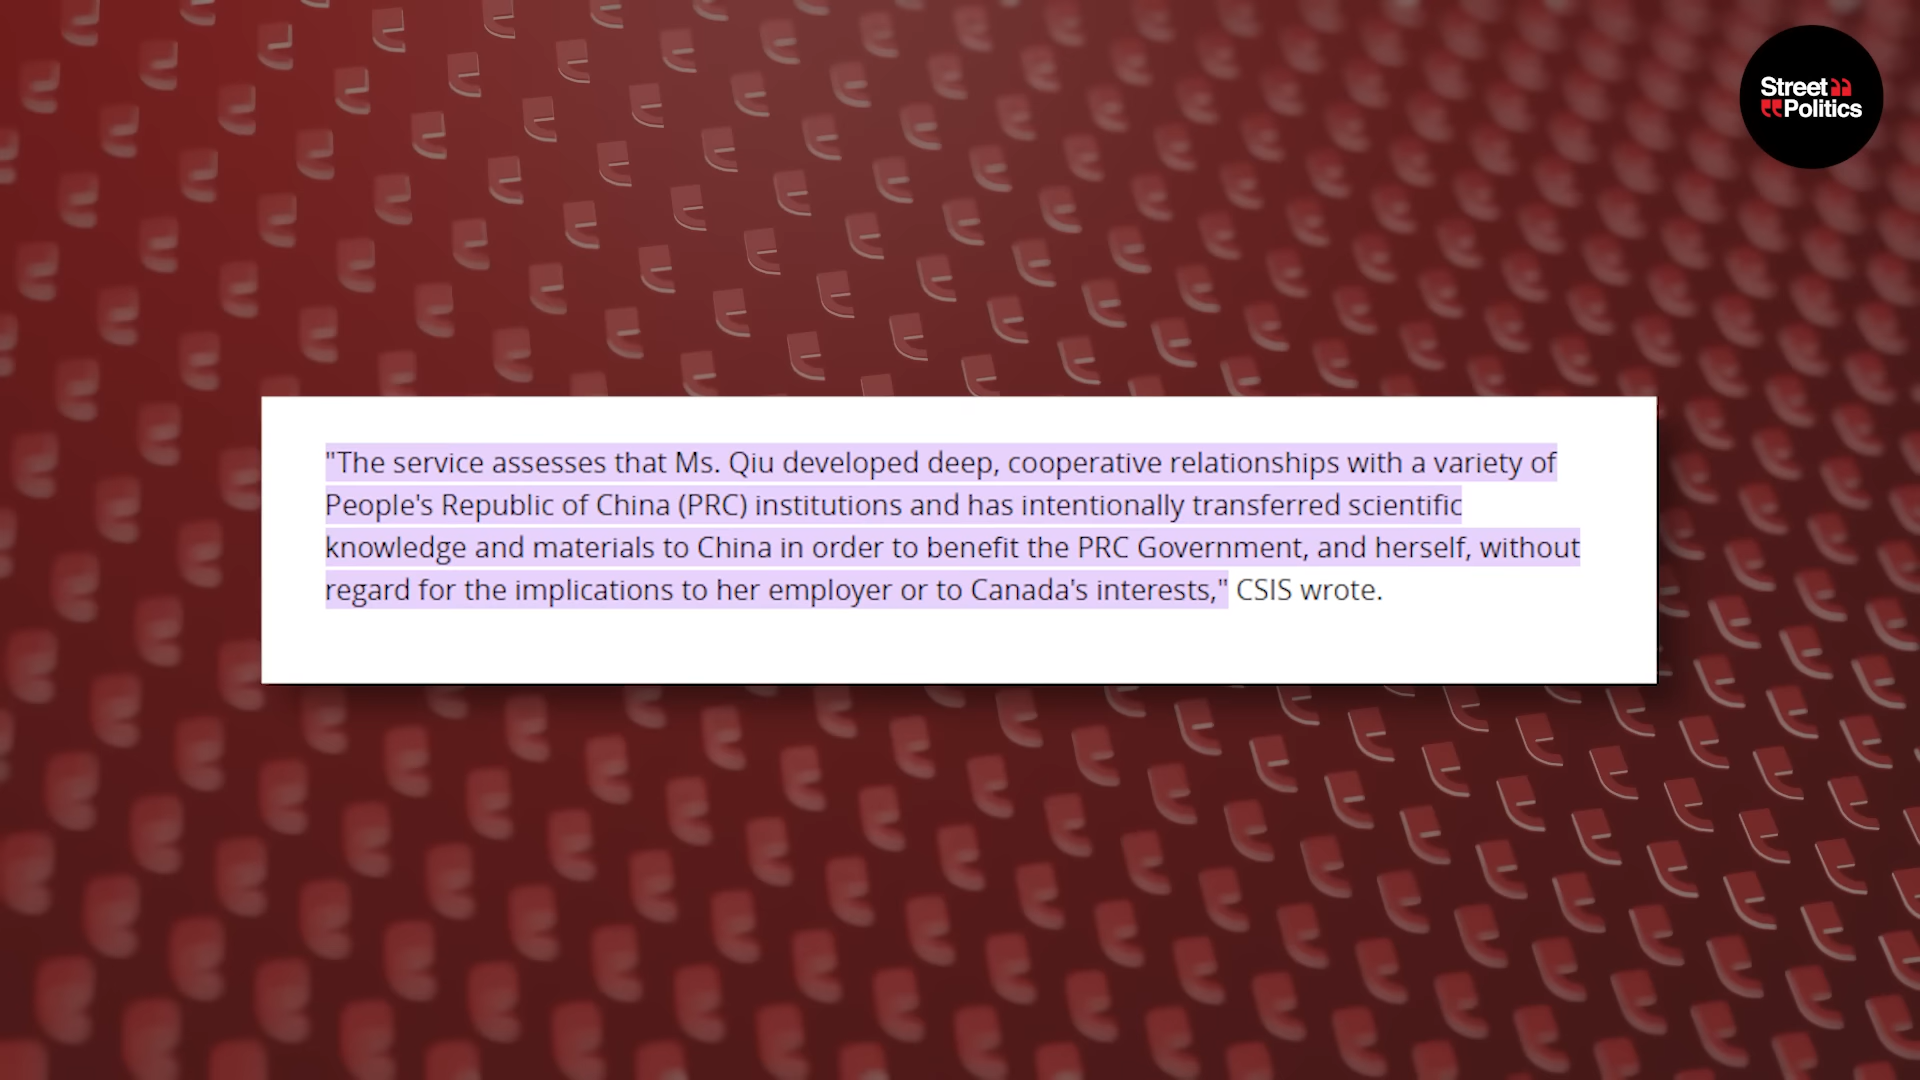 Street
Politics
"The service assesses that Ms. Qiu developed deep, cooperative relationships with a variety of
People's Republic of China (PRC) institutions and has intentionally transferred scientific
knowledge and materials to China in order to benefit the PRC Government, and herself, without
regard for the implications to her employer or to Canada's interests," CSIS wrote.